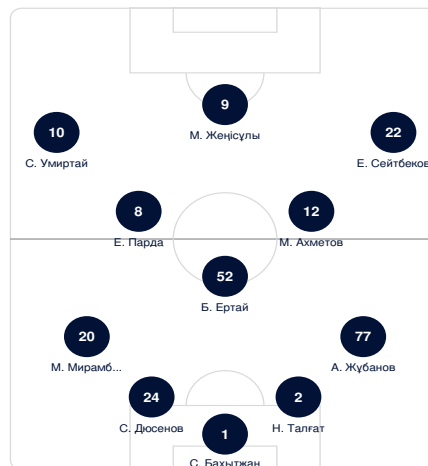 9
М. Жеңісұлы
10
С. Умиртай
22
Е. Сейтбеков
8
Е. Парда
12
М. Ахметов
52
Б. Ертай
20
М. Мирамб...
77
А. Жұбанов
24
С. Дюсенов
2
Н. Талғат
1
С. Бахытжан